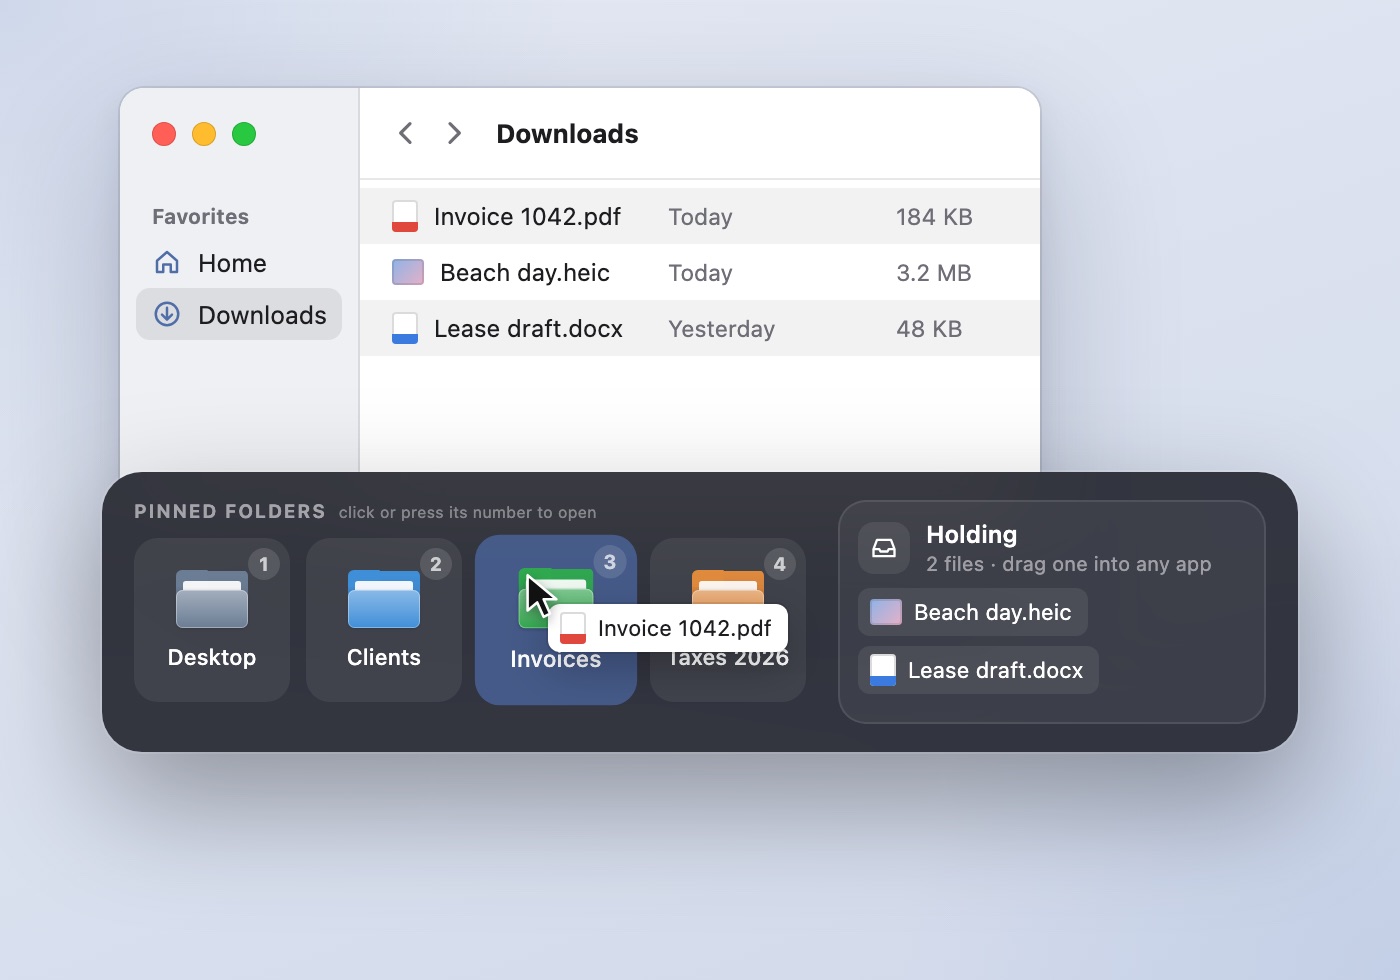 Downloads
Favorites
Home
Downloads
Invoice 1042.pdf Today 184 KB
Beach day.heic Today 3.2 MB
Lease draft.docx Yesterday 48 KB
PINNED FOLDERS click or press its number to open
1
Desktop
2
Clients
3
Invoices
4
Taxes 2026
Invoice 1042.pdf
Holding
2 files · drag one into any app
Beach day.heic
Lease draft.docx